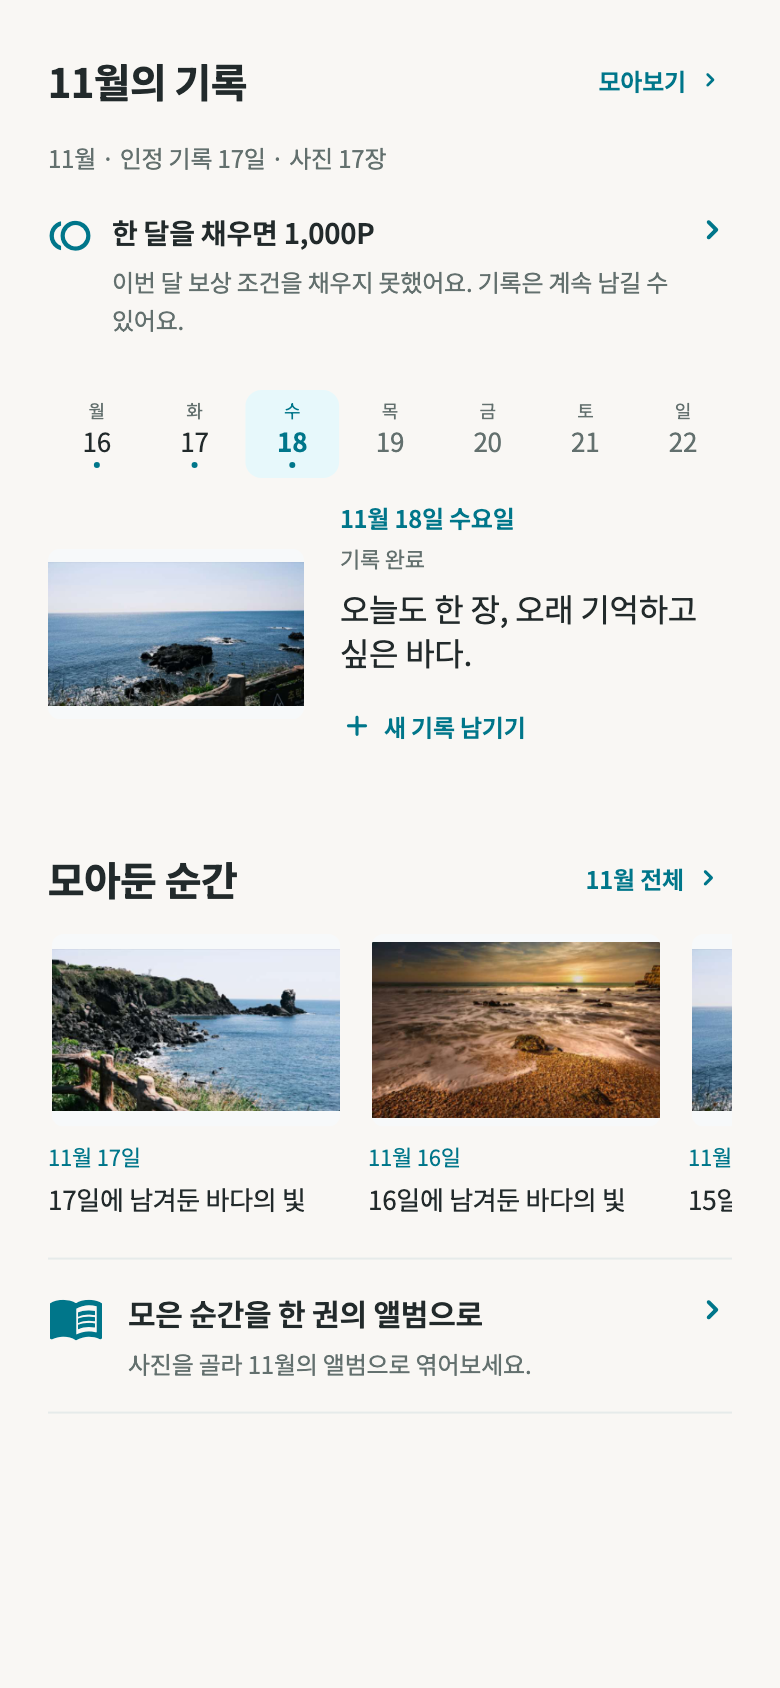 11월의 기록
모아보기
11월 · 인정 기록 17일 · 사진 17장
한 달을 채우면 1,000P
이번 달 보상 조건을 채우지 못했어요. 기록은 계속 남길 수
있어요.
월 화 수 목 금 토 일
16 17 18 19 20 21 22
11월 18일 수요일
기록 완료
오늘도 한 장, 오래 기억하고
싶은 바다.
새 기록 남기기
모아둔 순간
11월 전체
11월 17일
17일에 남겨둔 바다의 빛
11월 16일
16일에 남겨둔 바다의 빛
11월
15일
모은 순간을 한 권의 앨범으로
사진을 골라 11월의 앨범으로 엮어보세요.